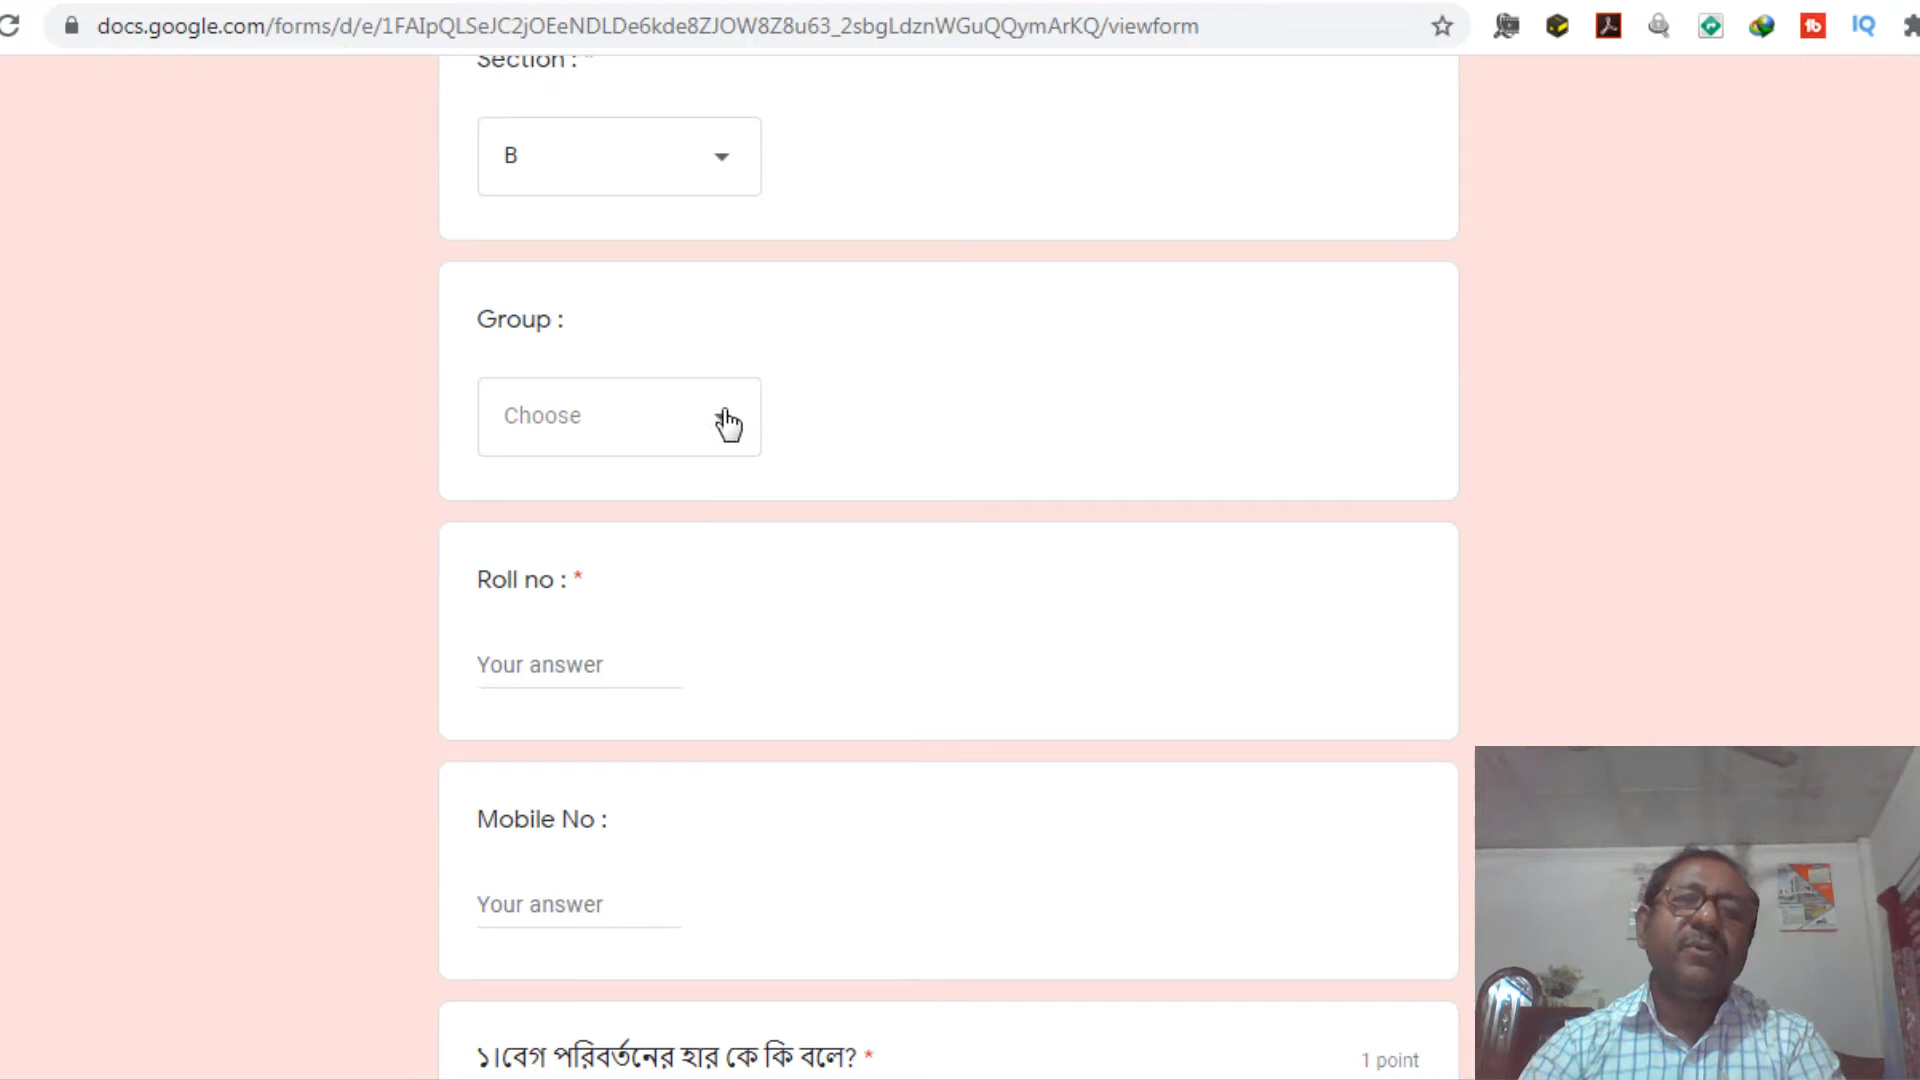 docs.google.com/forms/d/e/1FAIpQLSeJC2jOEeNDLDe6kde8ZJOW8Z8u63_2sbgLdznWGuQQymArKQ/viewform
IQ
Section : *
B
Group :
Choose
Roll no : *
Your answer
Mobile No :
Your answer
১।বেগ পরিবর্তনের হার কে কি বলে? *
1 point